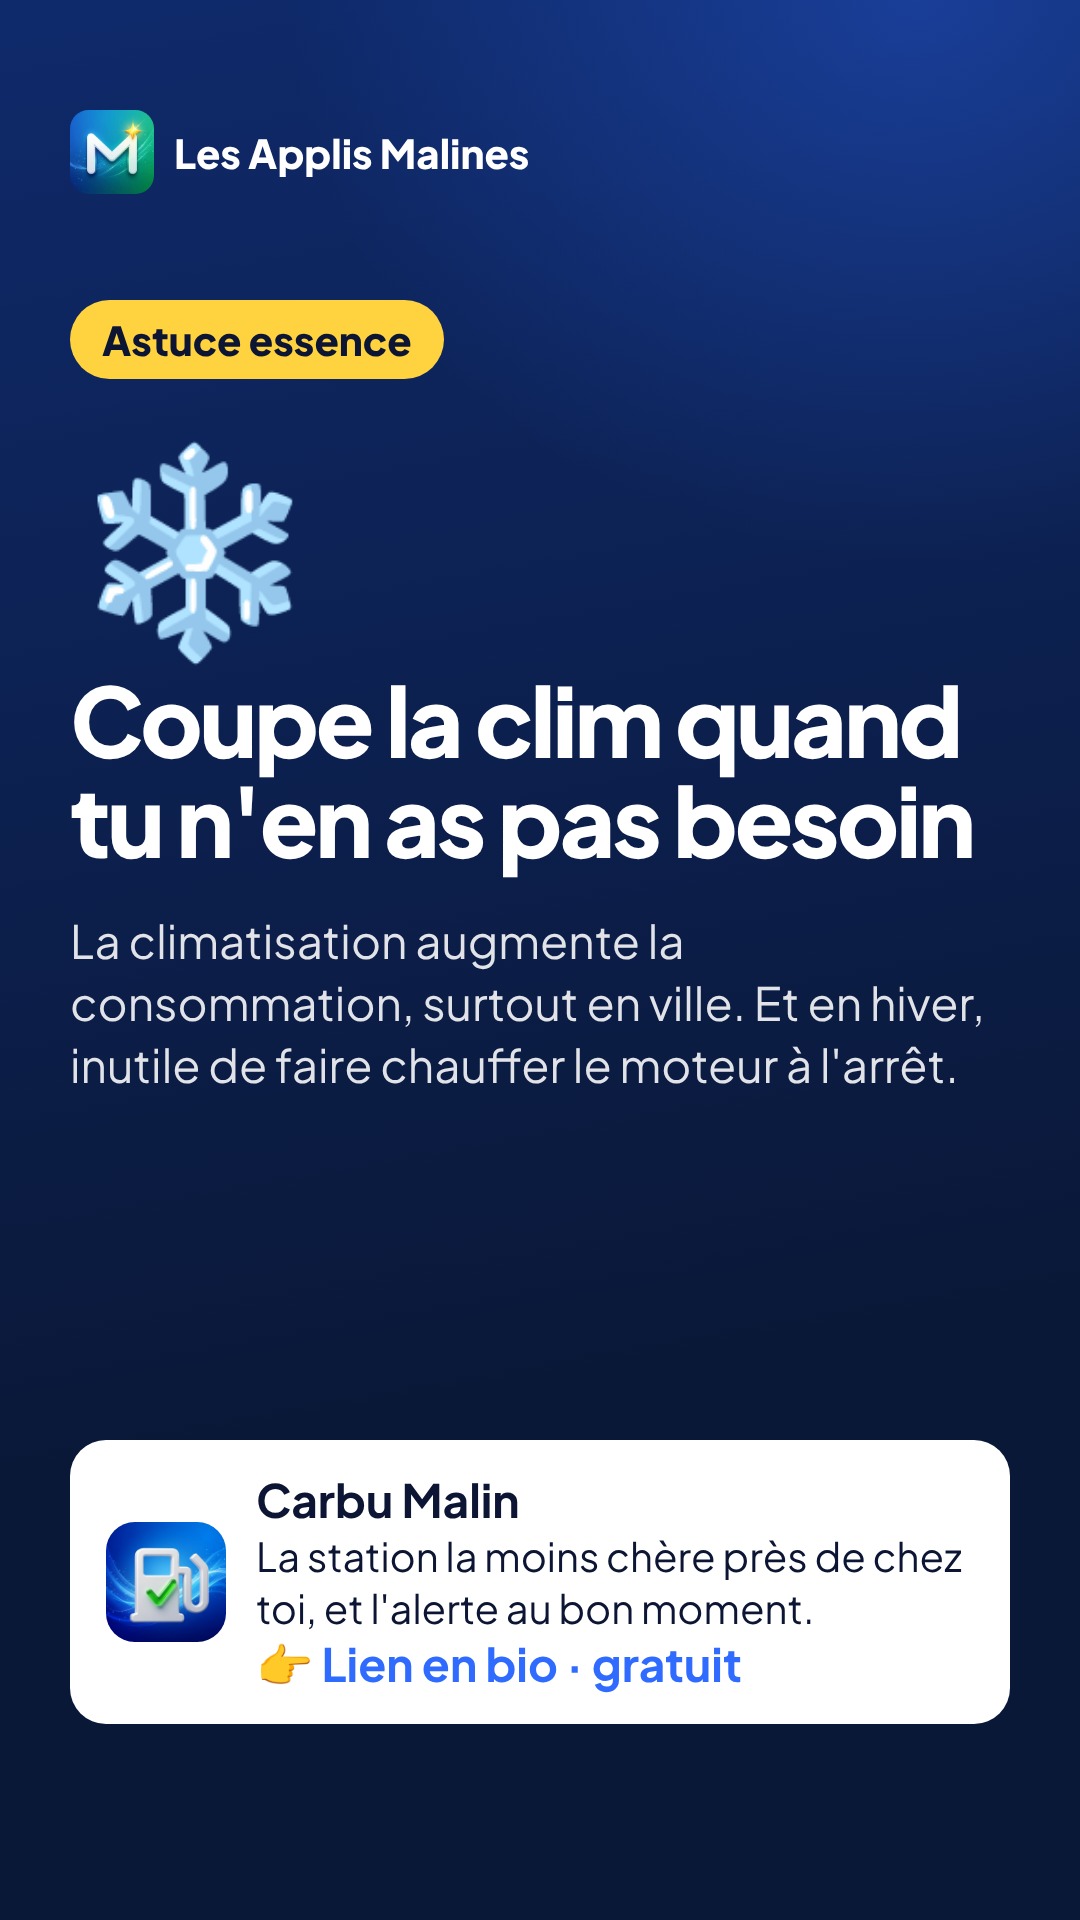 Les Applis Malines
Astuce essence
Coupe la clim quand
tu n'en as pas besoin
La climatisation augmente la
consommation, surtout en ville. Et en hiver,
inutile de faire chauffer le moteur à l'arrêt.
Carbu Malin
La station la moins chère près de chez
toi, et l'alerte au bon moment.
👉 Lien en bio · gratuit